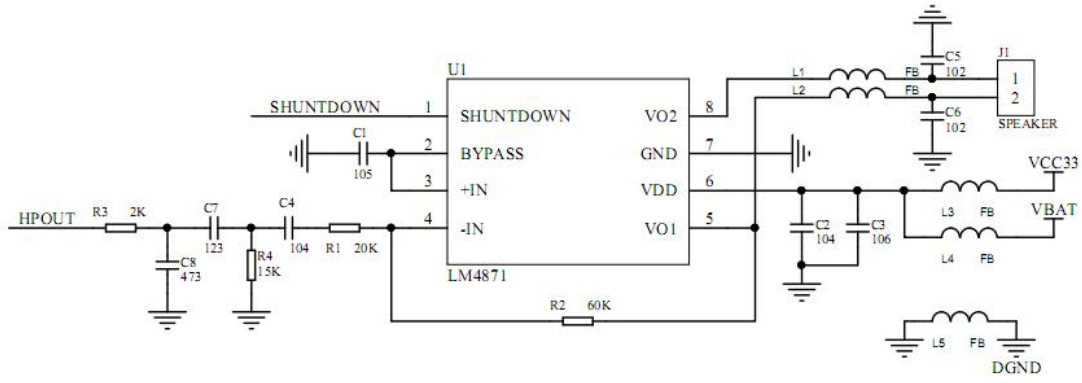 U1
SHUNTDOWN
1
SHUNTDOWN
VO2
8
C1
105
2
BYPASS
GND
7
3
+IN
VDD
6
4
-IN
VO1
5
LM4871
HPOUT
R3
2K
C7
123
C8
473
R4
15K
C4
104
R1
20K
R2
60K
L1
FB
L2
FB
C5
102
C6
102
J1
1
2
SPEAKER
C2
104
C3
106
VCC33
L3
FB
VBAT
L4
FB
L5
FB
DGND